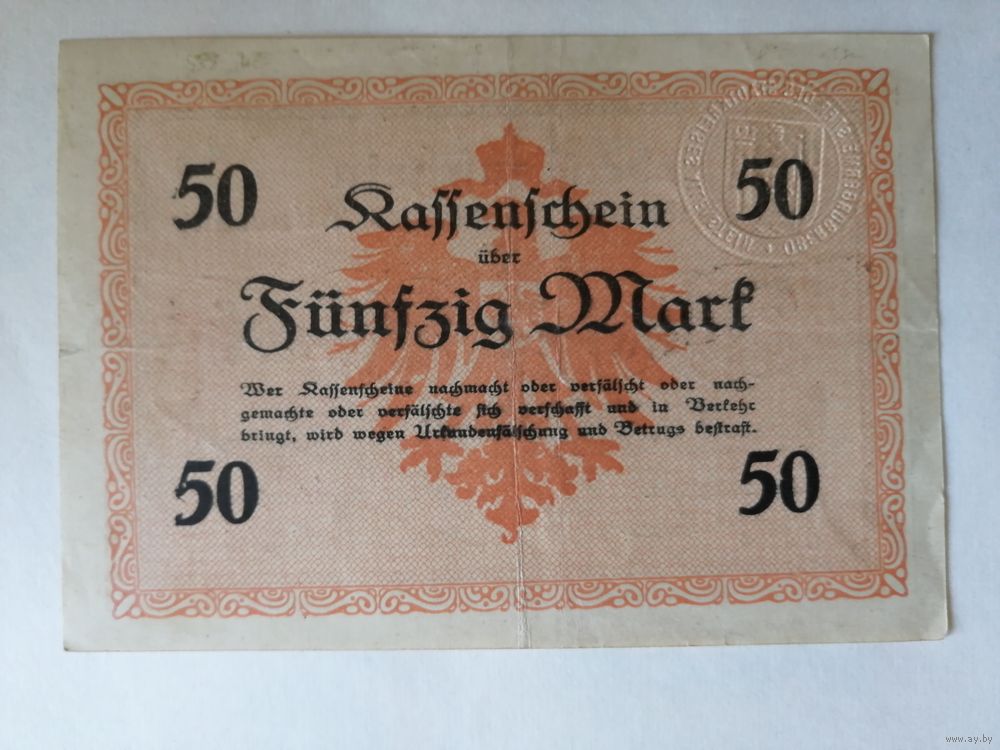 50 50
Kassenschein
über
Fünfzig Mark
Wer Kassenscheine nachmacht oder verfälscht oder nach-
gemachte oder verfälschte sich verschafft und in Verkehr
bringt, wird wegen Urkundenfälschung und Betrugs bestraft.
50 50
www.ay.by